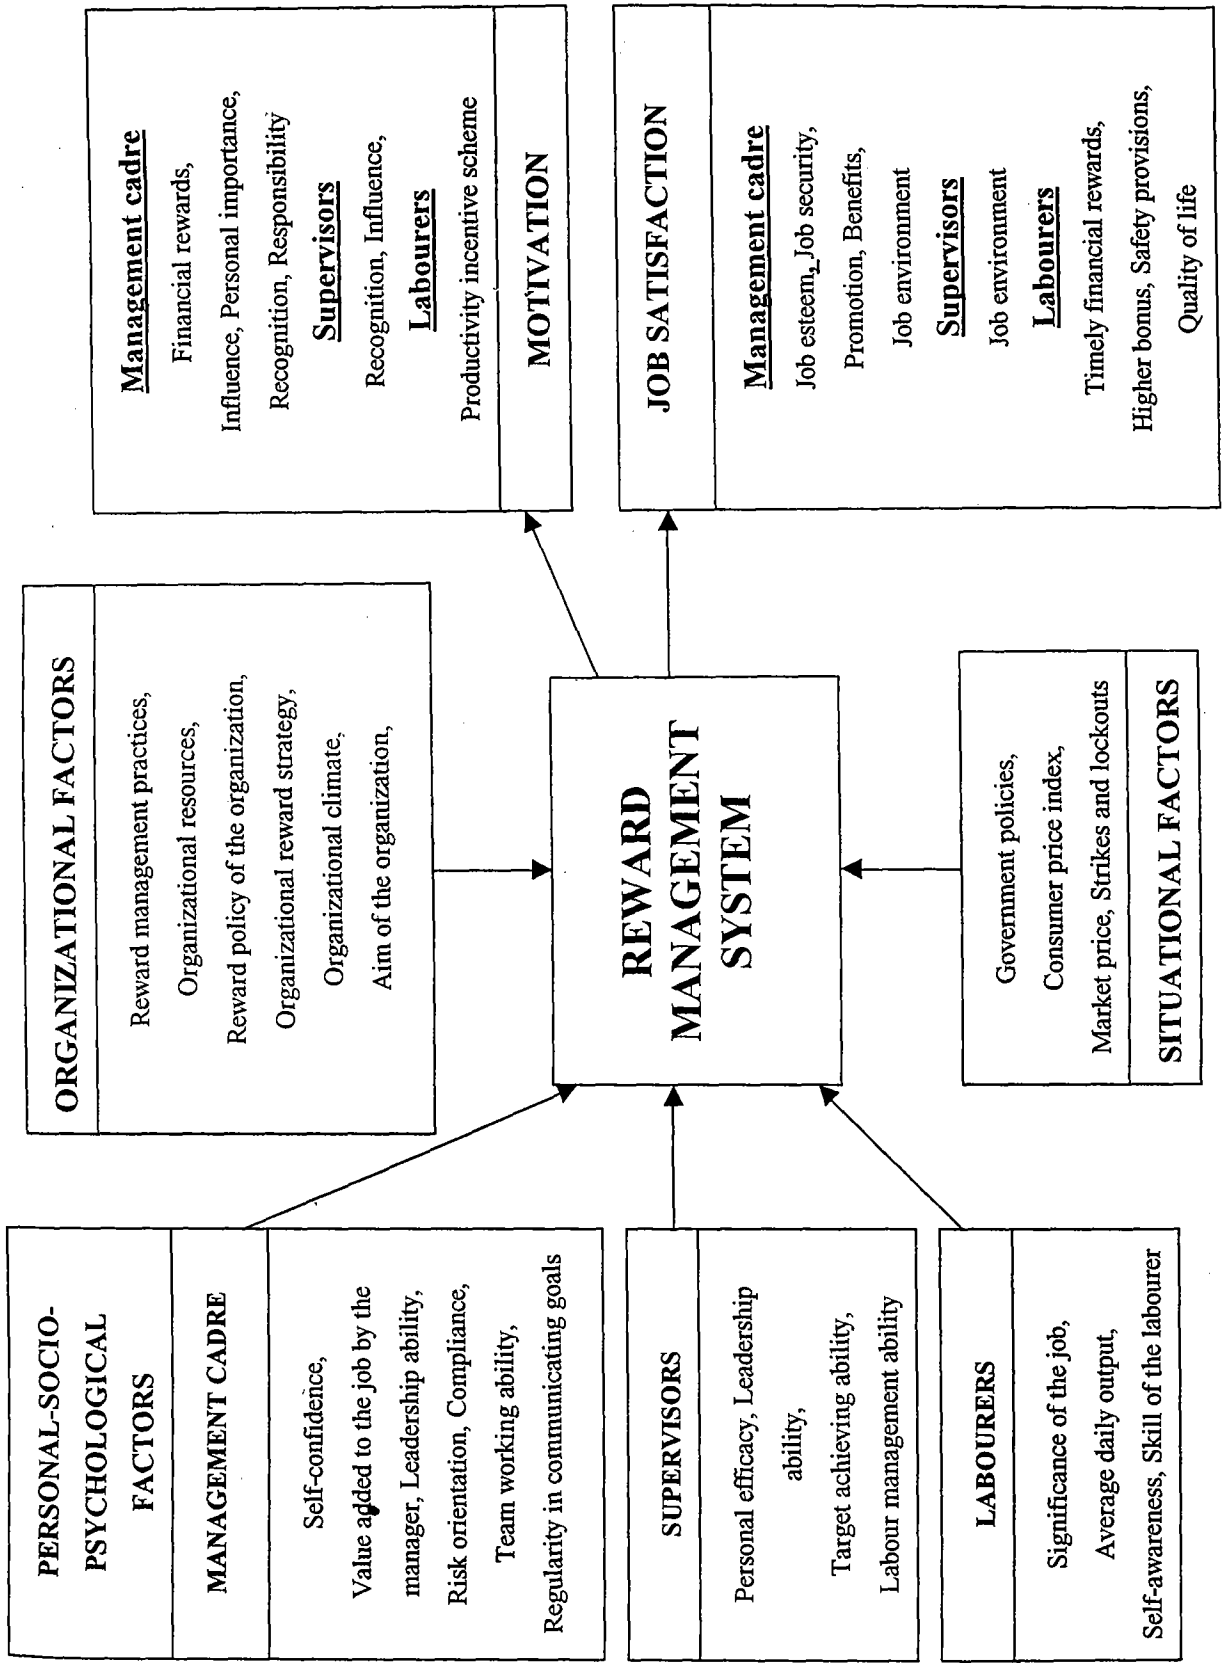 PERSONAL-SOCIO-
PSYCHOLOGICAL
FACTORS
MANAGEMENT CADRE
Self-confidence,
Value added to the job by the
manager, Leadership ability,
Risk orientation, Compliance,
Team working ability,
Regularity in communicating goals
SUPERVISORS
Personal efficacy, Leadership
ability,
Target achieving ability,
Labour management ability
LABOURERS
Significance of the job,
Average daily output,
Self-awareness, Skill of the labourer
ORGANIZATIONAL FACTORS
Reward management practices,
Organizational resources,
Reward policy of the organization,
Organizational reward strategy,
Organizational climate,
Aim of the organization,
REWARD
MANAGEMENT
SYSTEM
Government policies,
Consumer price index,
Market price, Strikes and lockouts
SITUATIONAL FACTORS
Management cadre
Financial rewards,
Influence, Personal importance,
Recognition, Responsibility
Supervisors
Recognition, Influence,
Labourers
Productivity incentive scheme
MOTIVATION
JOB SATISFACTION
Management cadre
Job esteem, Job security,
Promotion, Benefits,
Job environment
Supervisors
Job environment
Labourers
Timely financial rewards,
Higher bonus, Safety provisions,
Quality of life